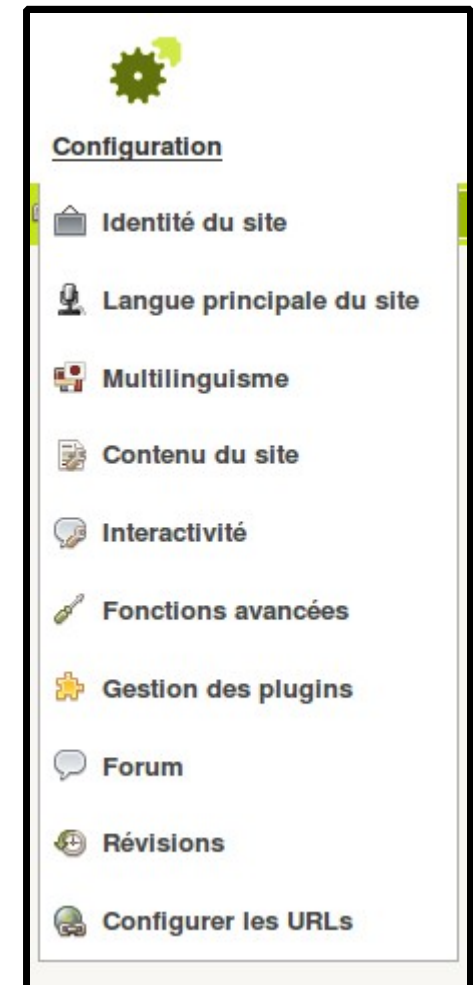 Configuration
Identité du site
Langue principale du site
Multilinguisme
Contenu du site
Interactivité
Fonctions avancées
Gestion des plugins
Forum
Révisions
Configurer les URLs